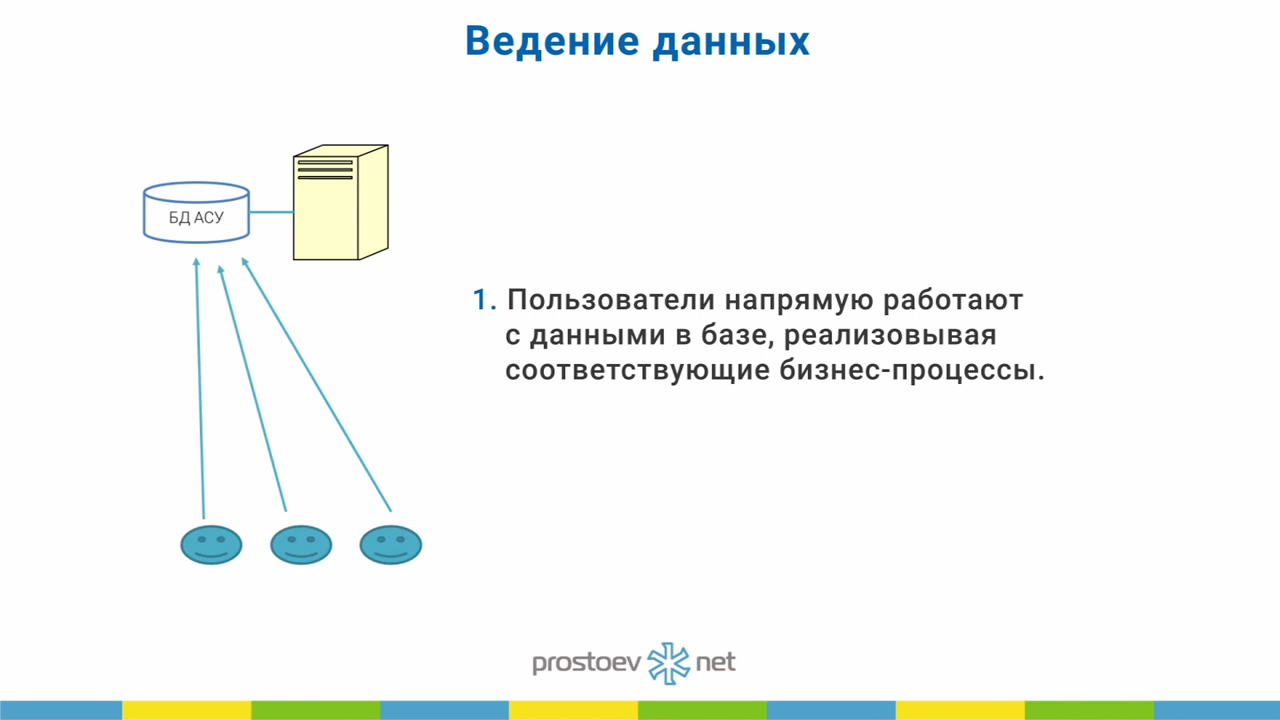 Ведение данных
БД АСУ
1. Пользователи напрямую работают
с данными в базе, реализовывая
соответствующие бизнес-процессы.
prostoev net